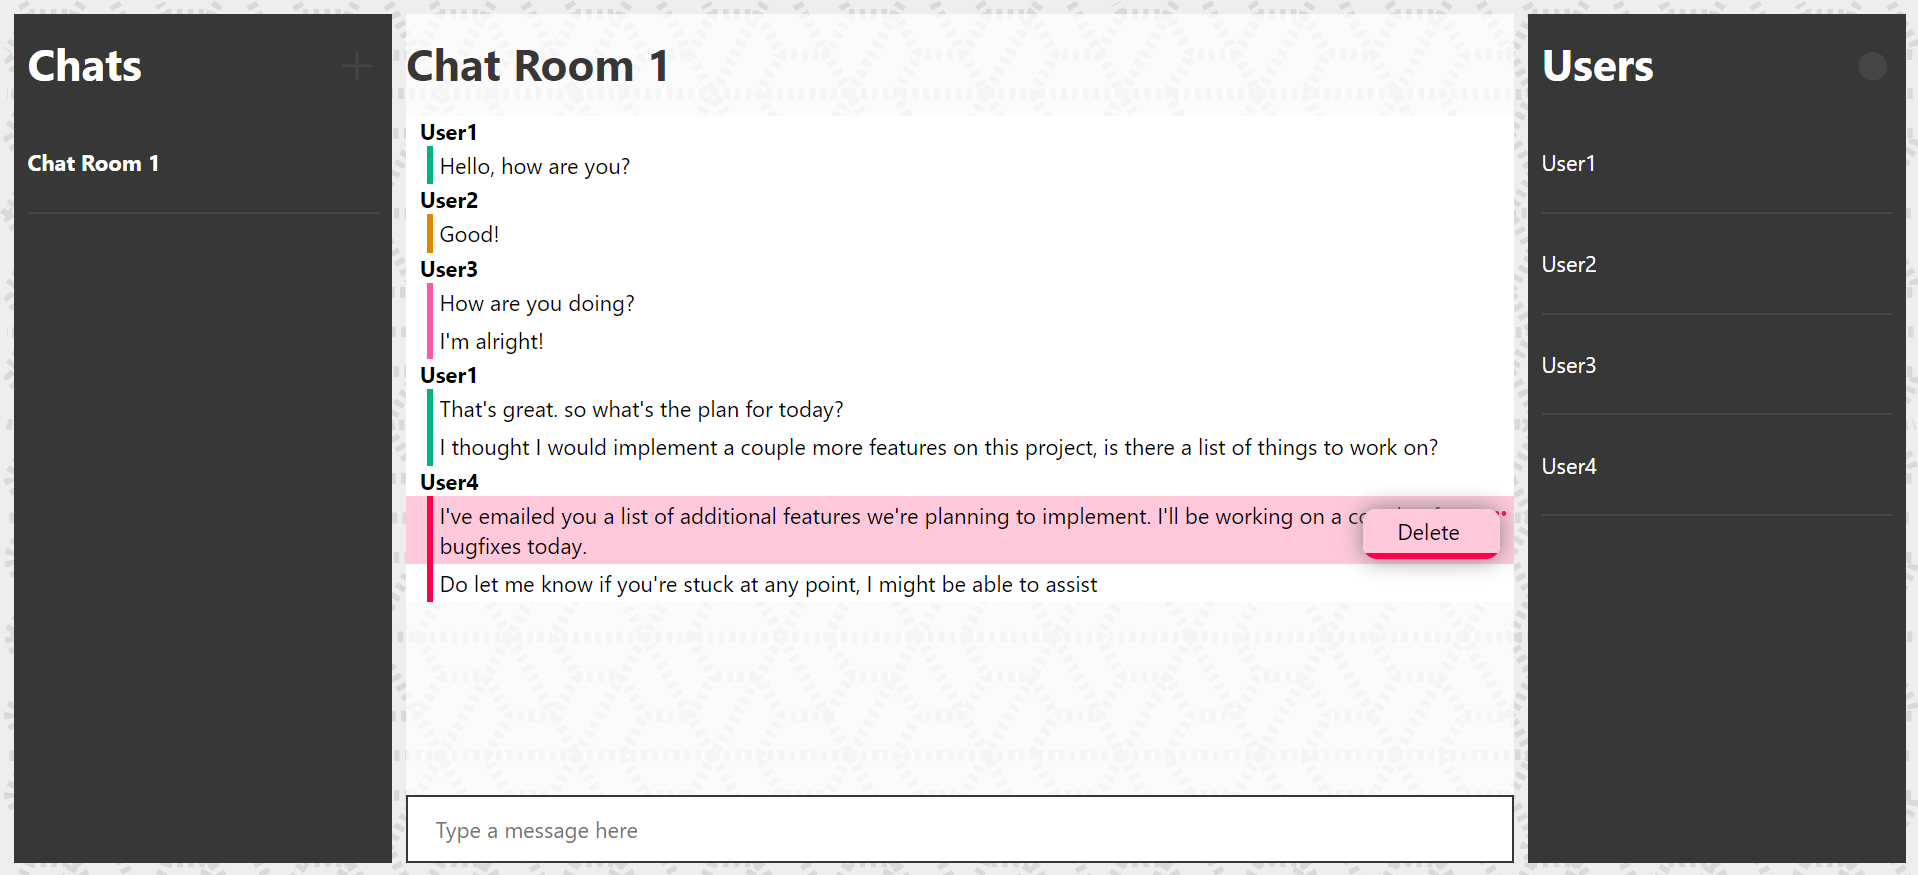 Chats
Chat Room 1
Chat Room 1
User1
Hello, how are you?
User2
Good!
User3
How are you doing?
I'm alright!
User1
That's great. so what's the plan for today?
I thought I would implement a couple more features on this project, is there a list of things to work on?
User4
I've emailed you a list of additional features we're planning to implement. I'll be working on a
bugfixes today.
Delete
Do let me know if you're stuck at any point, I might be able to assist
Type a message here
Users
User1
User2
User3
User4